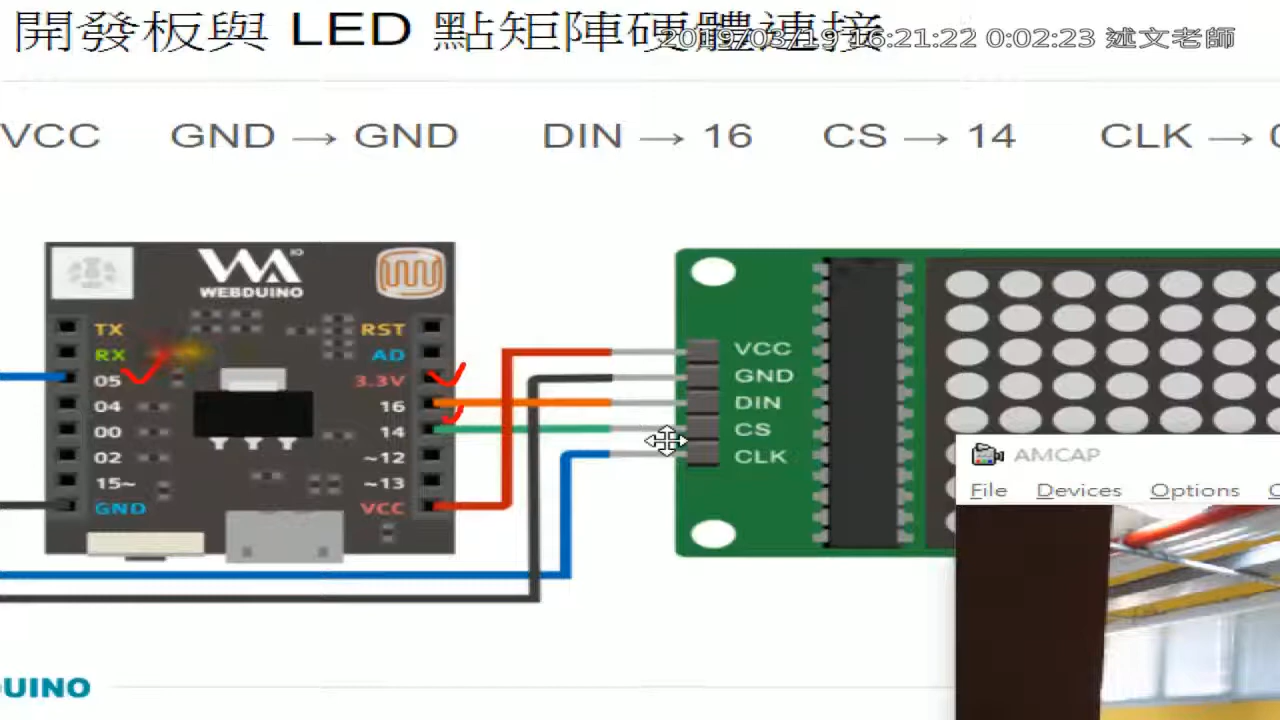 開發板與 LED 點矩陣硬體連接
2019/03/19 16:21:22 0:02:23 述文老師
VCC GND → GND DIN → 16 CS → 14 CLK → 0
WEBDUINO
TX RST
RX AD
05 3.3V
04 16
00 14
02 ~12
15~ ~13
GND VCC
VCC
GND
DIN
CS
CLK
AMCAP
File Devices Options
UINO